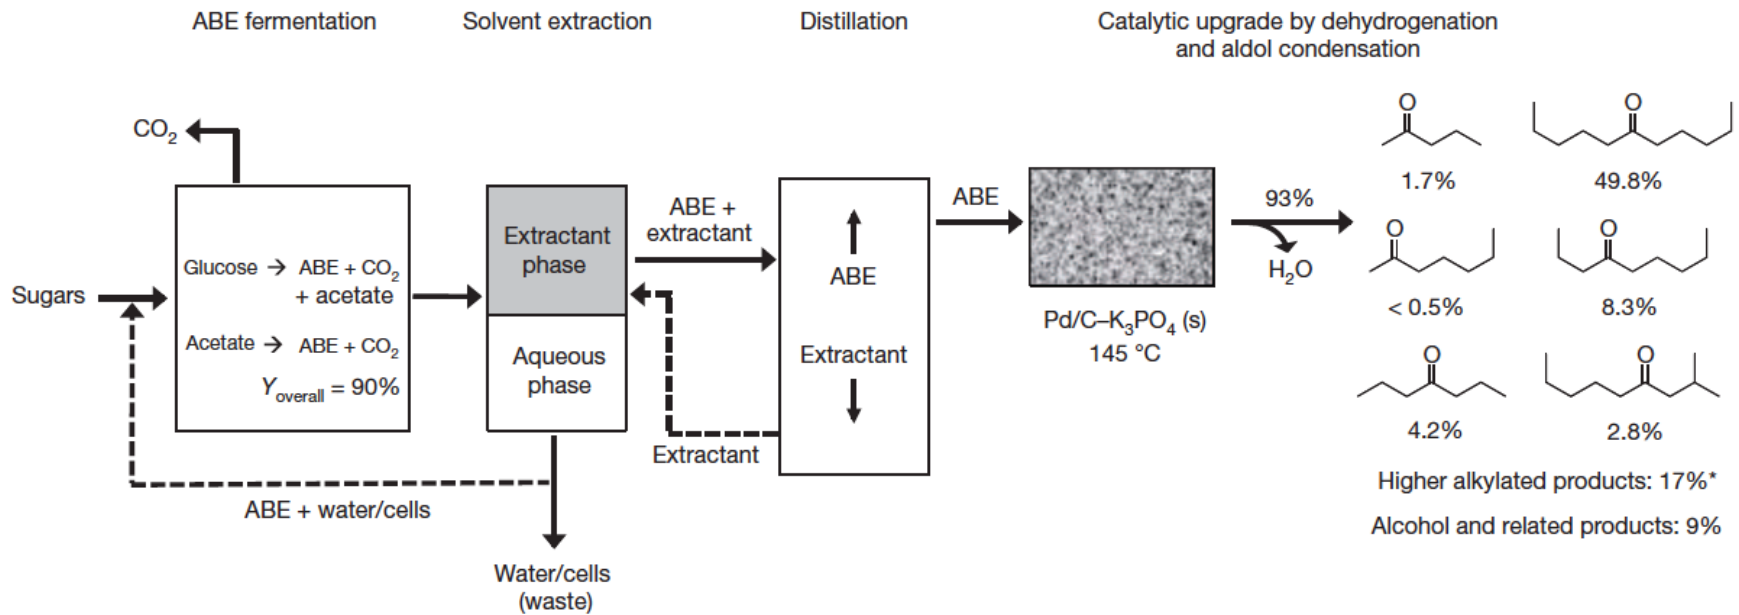 ABE fermentation
Solvent extraction
Distillation
Catalytic upgrade by dehydrogenation
and aldol condensation
CO₂
Sugars
Glucose → ABE + CO₂
+ acetate
Acetate → ABE + CO₂
Y_overall = 90%
Extractant
phase
Aqueous
phase
ABE + water/cells
Water/cells
(waste)
ABE +
extractant
Extractant
ABE
Extractant
ABE
Pd/C–K₃PO₄ (s)
145 °C
93%
H₂O
O
1.7%
O
49.8%
O
< 0.5%
O
8.3%
O
4.2%
O
2.8%
Higher alkylated products: 17%*
Alcohol and related products: 9%